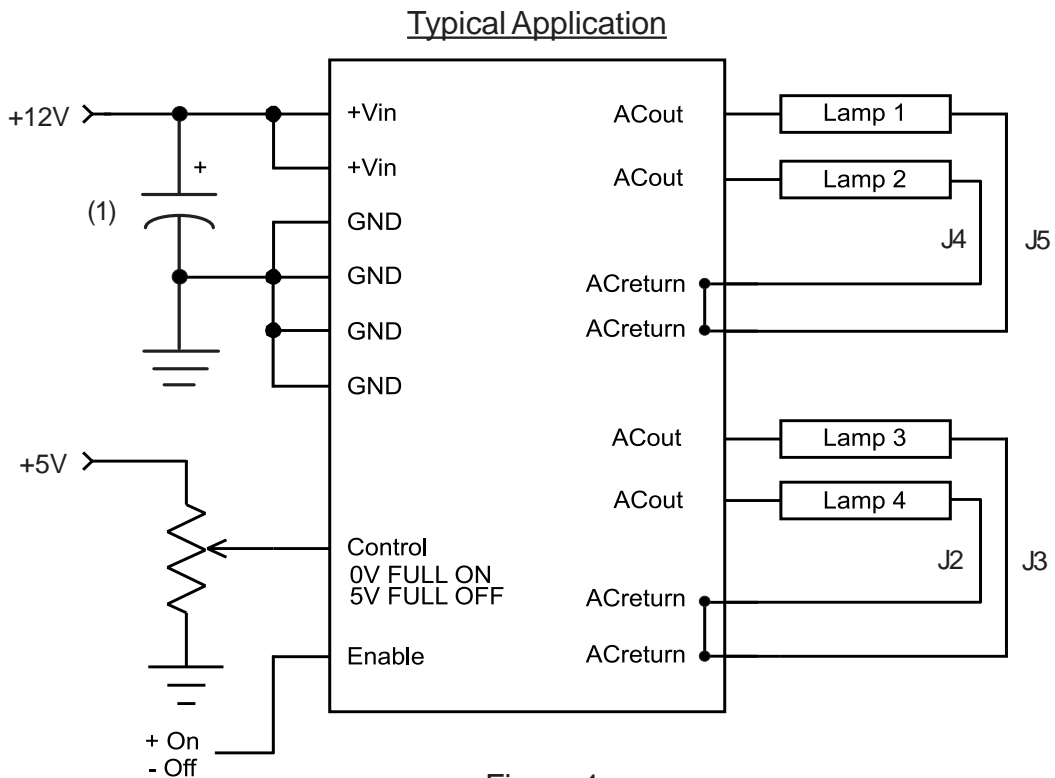 Typical Application
+12V
+
(1)
+Vin
+Vin
GND
GND
GND
GND
+5V
Control
0V FULL ON
5V FULL OFF
Enable
+ On
- Off
ACout
Lamp 1
ACout
Lamp 2
J4
J5
ACreturn
ACreturn
ACout
Lamp 3
ACout
Lamp 4
J2
J3
ACreturn
ACreturn